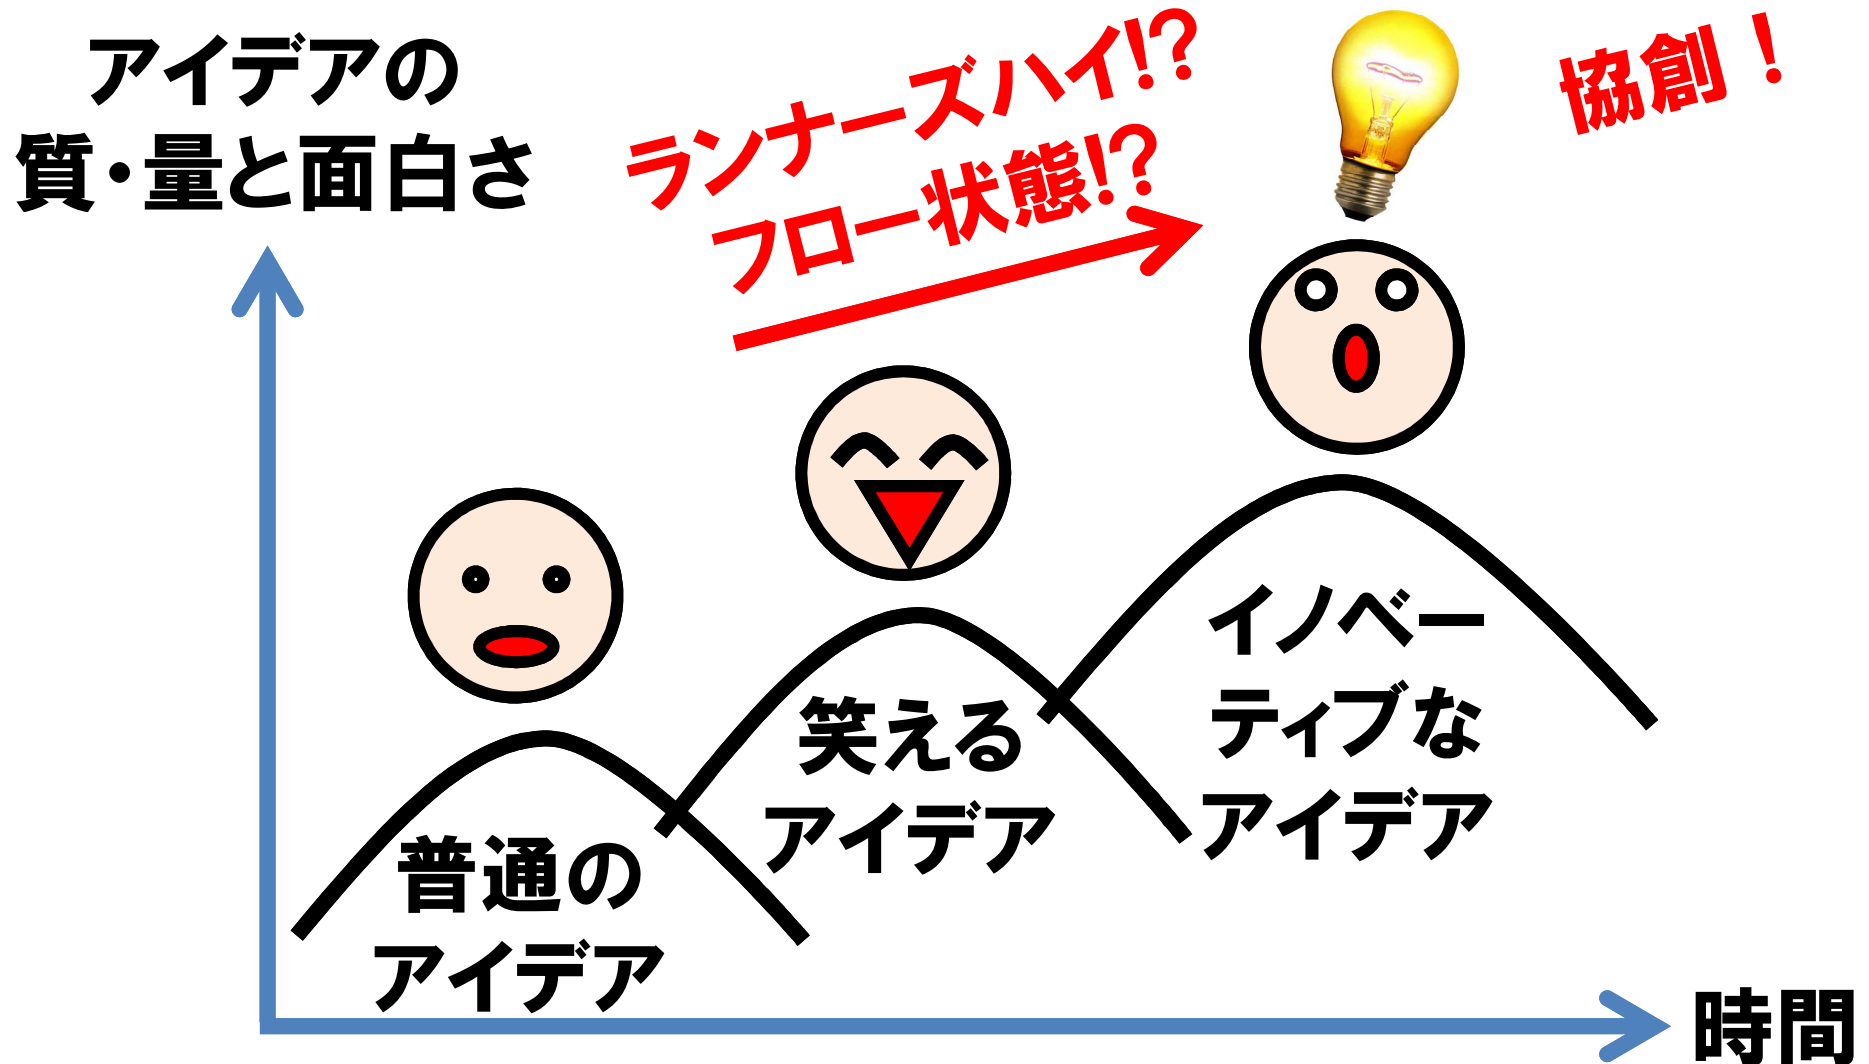 アイデアの
質・量と面白さ
ランナーズハイ!?
フロー状態!?
協創！
普通の
アイデア
笑える
アイデア
イノベー
ティブな
アイデア
時間